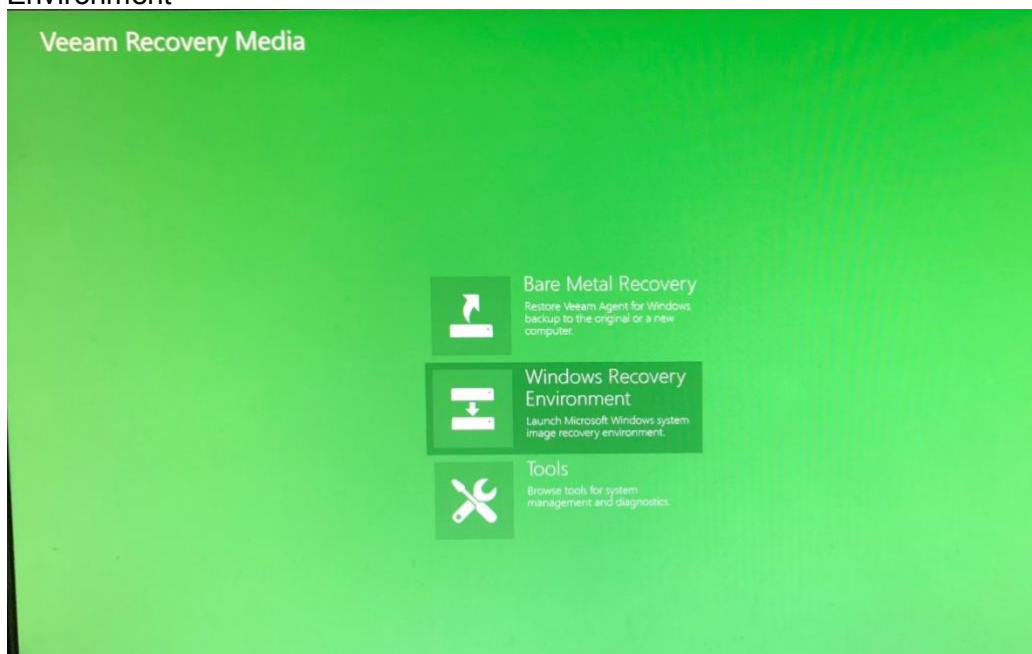 Environment
Veeam Recovery Media
Bare Metal Recovery
Restore Veeam Agent for Windows
backup to the original or a new
computer.
Windows Recovery
Environment
Launch Microsoft Windows system
image recovery environment.
Tools
Browse tools for system
management and diagnostics.